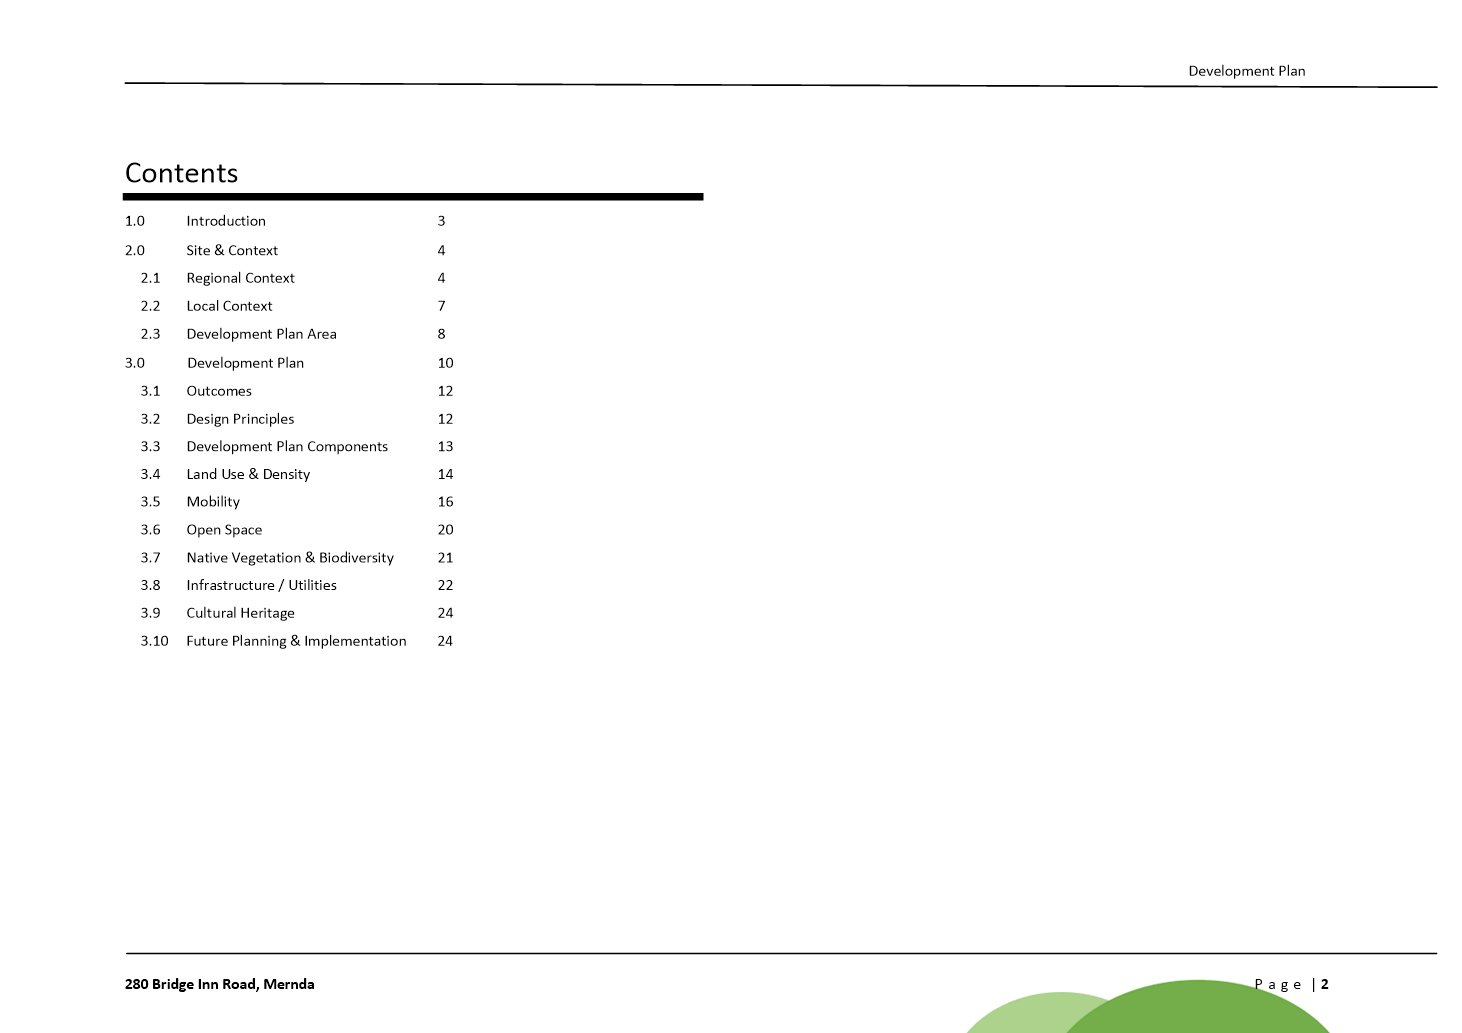 Development Plan
Contents
1.0 Introduction 3
2.0 Site & Context 4
2.1 Regional Context 4
2.2 Local Context 7
2.3 Development Plan Area 8
3.0 Development Plan 10
3.1 Outcomes 12
3.2 Design Principles 12
3.3 Development Plan Components 13
3.4 Land Use & Density 14
3.5 Mobility 16
3.6 Open Space 20
3.7 Native Vegetation & Biodiversity 21
3.8 Infrastructure / Utilities 22
3.9 Cultural Heritage 24
3.10 Future Planning & Implementation 24
280 Bridge Inn Road, Mernda Page | 2